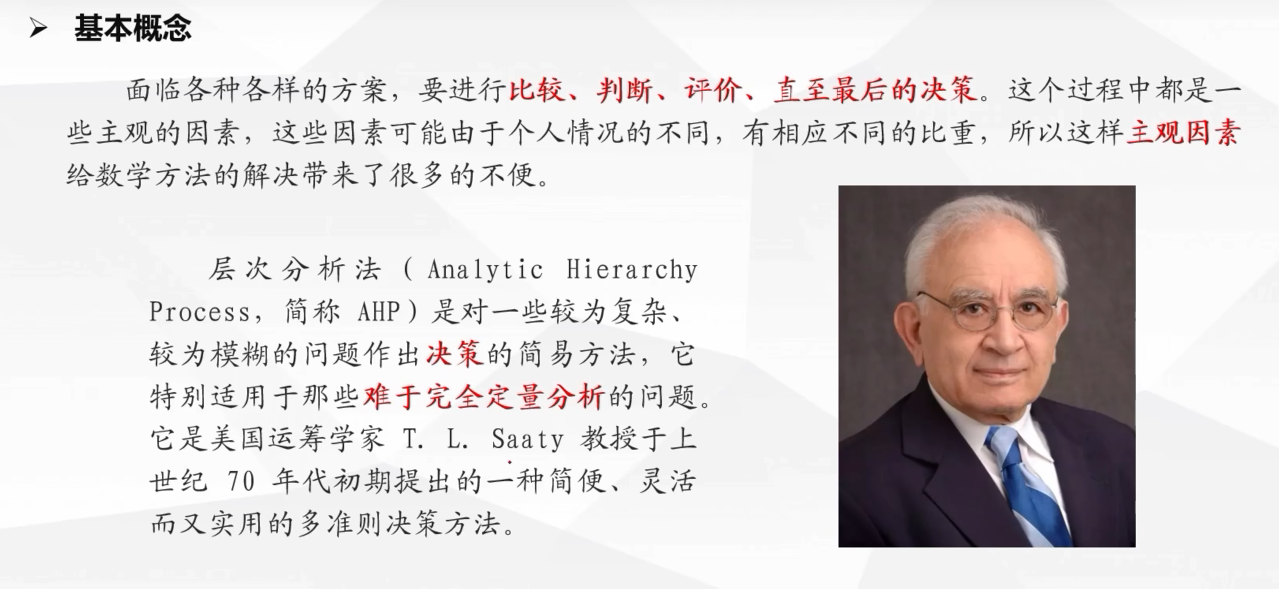 基本概念
面临各种各样的方案，要进行比较、判断、评价、直至最后的决策。这个过程中都是一
些主观的因素，这些因素可能由于个人情况的不同，有相应不同的比重，所以这样主观因素
给数学方法的解决带来了很多的不便。
层次分析法（Analytic Hierarchy
Process，简称 AHP）是对一些较为复杂、
较为模糊的问题作出决策的简易方法，它
特别适用于那些难于完全定量分析的问题。
它是美国运筹学家 T. L. Saaty 教授于上
世纪 70 年代初期提出的一种简便、灵活
而又实用的多准则决策方法。